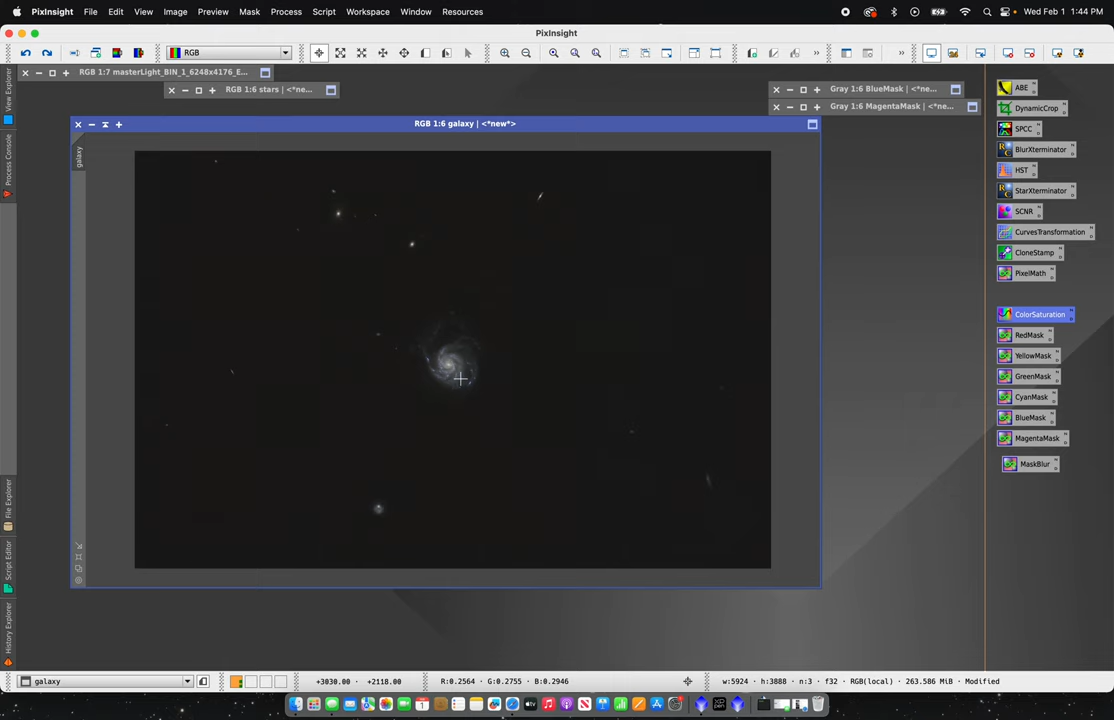 PixInsight File Edit View Image Preview Mask Process Script Workspace Window Resources Wed Feb 1 1:44 PM
PixInsight
RGB
RGB 1:7 masterLight_BIN_1_6248x4176_E...
RGB 1:6 stars | <*ne...
Gray 1:6 BlueMask | <*ne...
Gray 1:6 MagentaMask | <*ne...
RGB 1:6 galaxy | <*new*>
galaxy
View Explorer
Process Console
File Explorer
Script Editor
History Explorer
ABE
DynamicCrop
SPCC
BlurXterminator
HST
StarXterminator
SCNR
CurvesTransformation
CloneStamp
PixelMath
ColorSaturation
RedMask
YellowMask
GreenMask
CyanMask
BlueMask
MagentaMask
MaskBlur
galaxy
+3030.00 · +2118.00
R:0.2564 · G:0.2755 · B:0.2946
w:5924 · h:3888 · n:3 · f32 · RGB(local) · 263.586 MiB · Modified